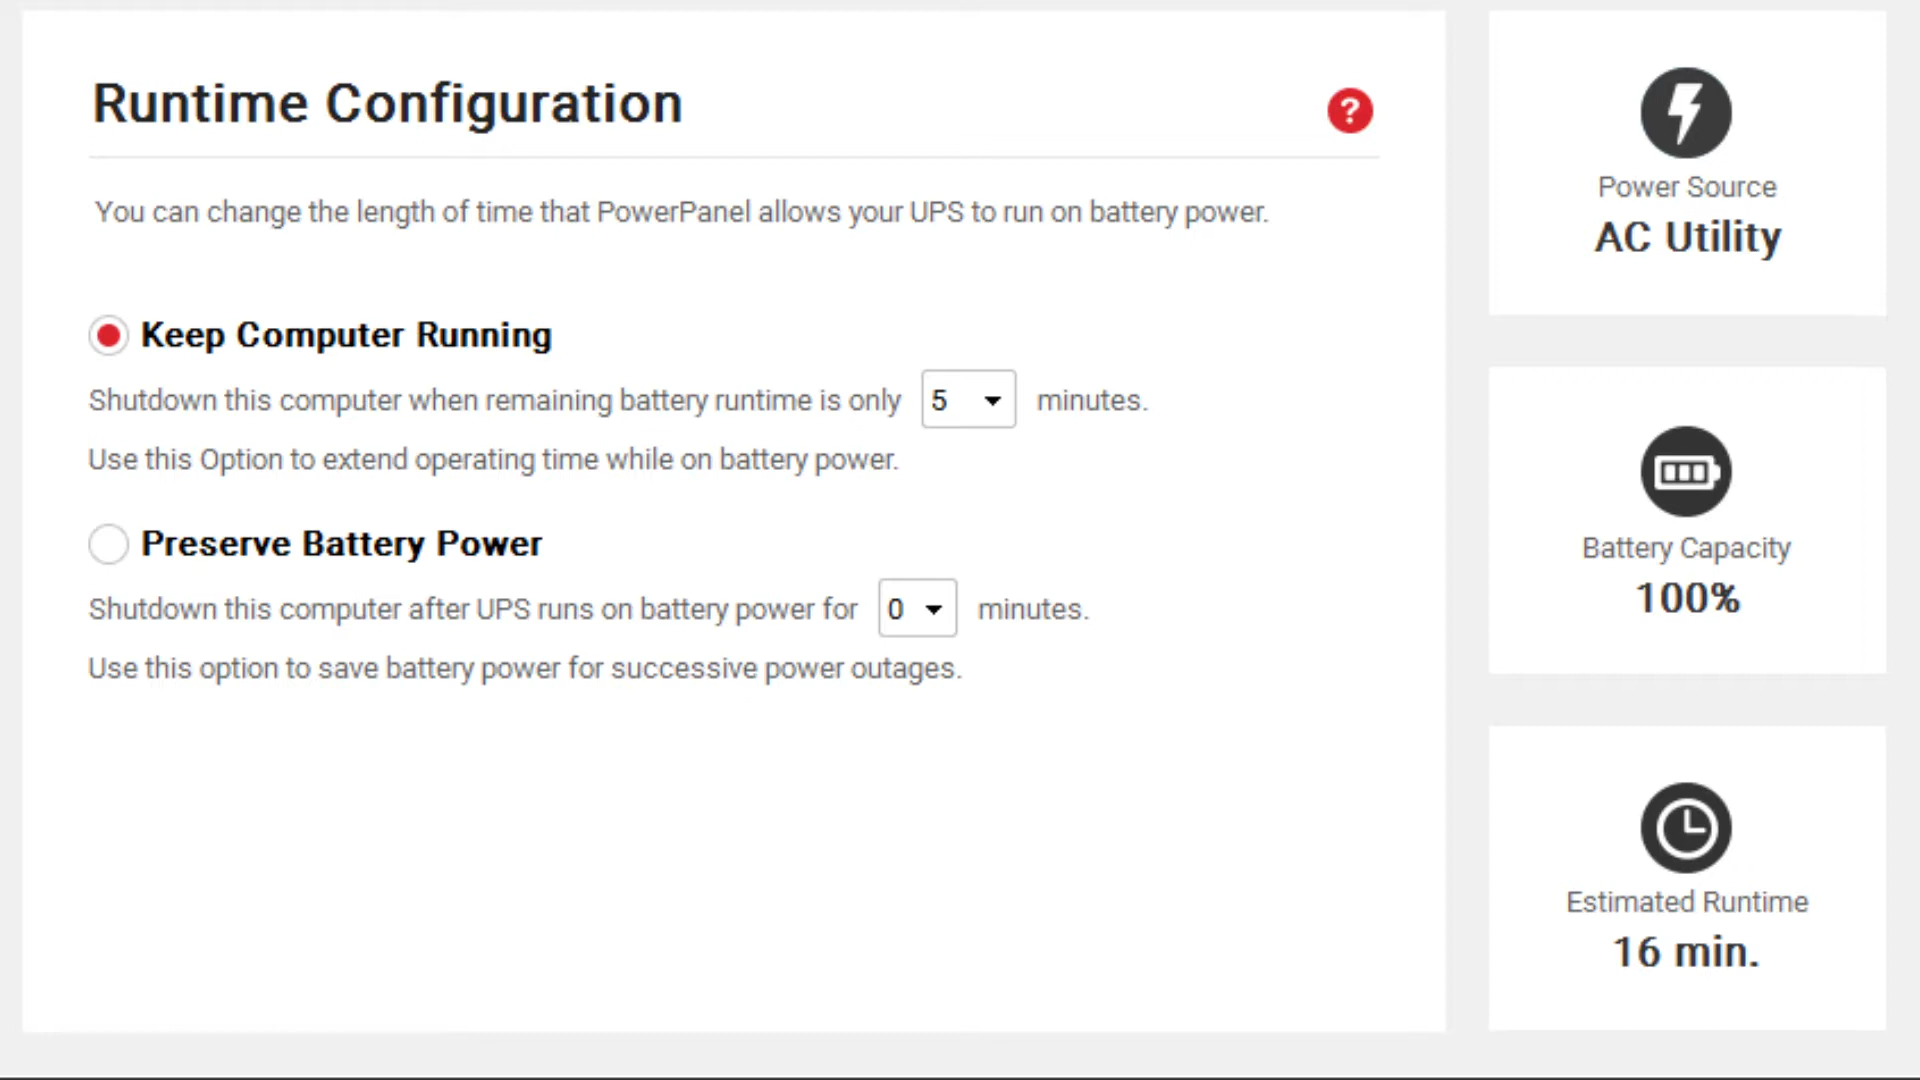 Runtime Configuration
?
You can change the length of time that PowerPanel allows your UPS to run on battery power.
Keep Computer Running
Shutdown this computer when remaining battery runtime is only 5 minutes.
Use this Option to extend operating time while on battery power.
Preserve Battery Power
Shutdown this computer after UPS runs on battery power for 0 minutes.
Use this option to save battery power for successive power outages.
Power Source
AC Utility
Battery Capacity
100%
Estimated Runtime
16 min.